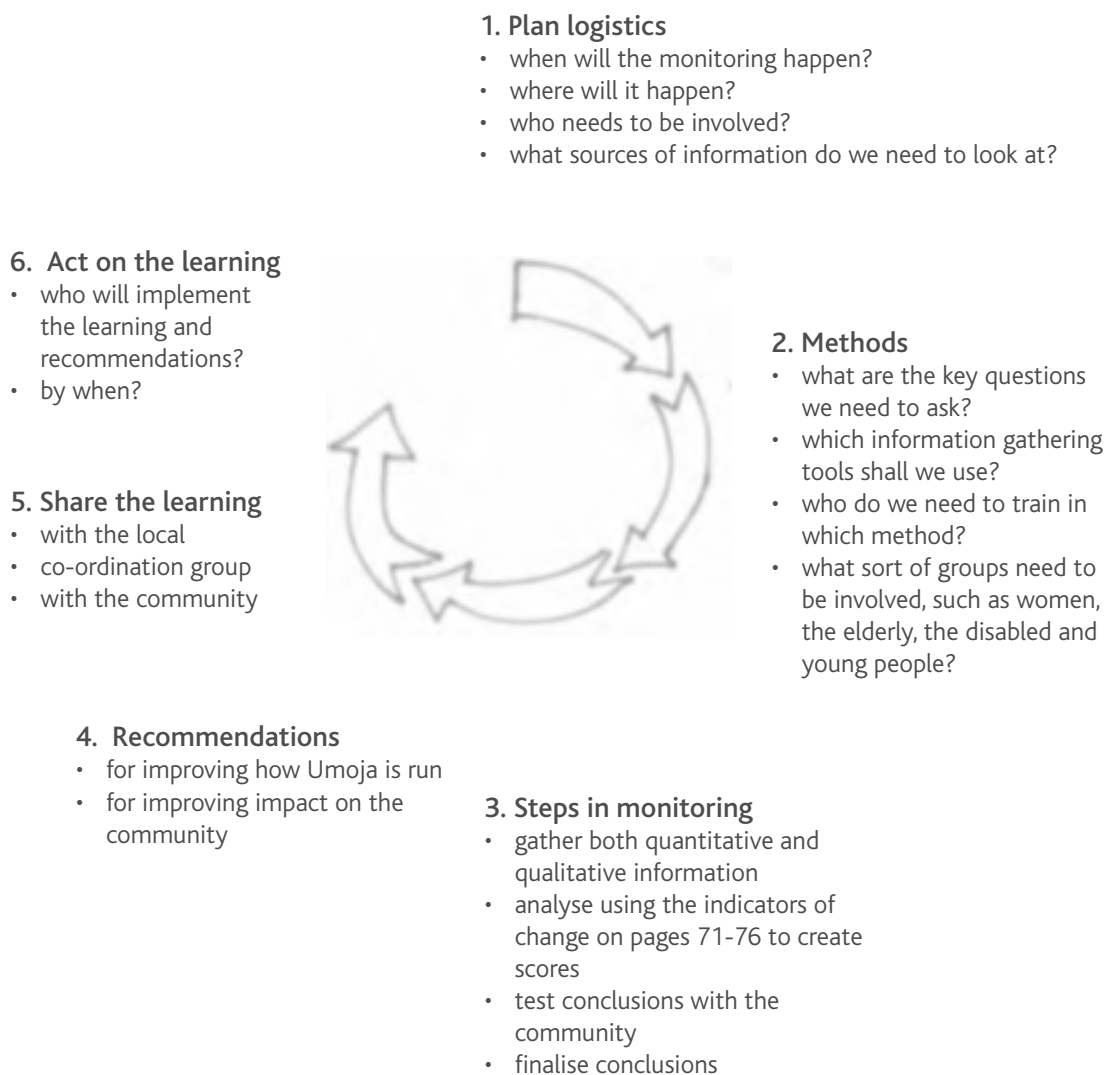 1. Plan logistics
• when will the monitoring happen?
• where will it happen?
• who needs to be involved?
• what sources of information do we need to look at?
2. Methods
• what are the key questions
we need to ask?
• which information gathering
tools shall we use?
• who do we need to train in
which method?
• what sort of groups need to
be involved, such as women,
the elderly, the disabled and
young people?
3. Steps in monitoring
• gather both quantitative and
qualitative information
• analyse using the indicators of
change on pages 71-76 to create
scores
• test conclusions with the
community
• finalise conclusions
4. Recommendations
• for improving how Umoja is run
• for improving impact on the
community
5. Share the learning
• with the local
• co-ordination group
• with the community
6. Act on the learning
• who will implement
the learning and
recommendations?
• by when?